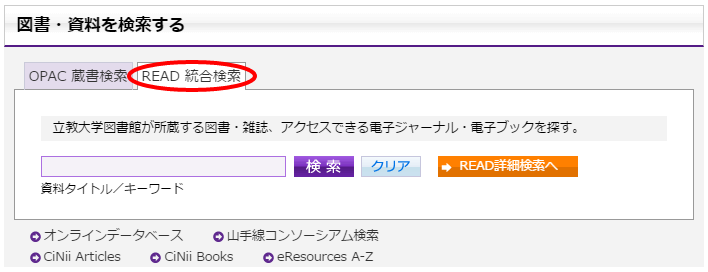 図書・資料を検索する
OPAC 蔵書検索 READ 統合検索
立教大学図書館が所蔵する図書・雑誌、アクセスできる電子ジャーナル・電子ブックを探す。
検 索 クリア READ詳細検索へ
資料タイトル／キーワード
オンラインデータベース 山手線コンソーシアム検索
CiNii Articles CiNii Books eResources A-Z